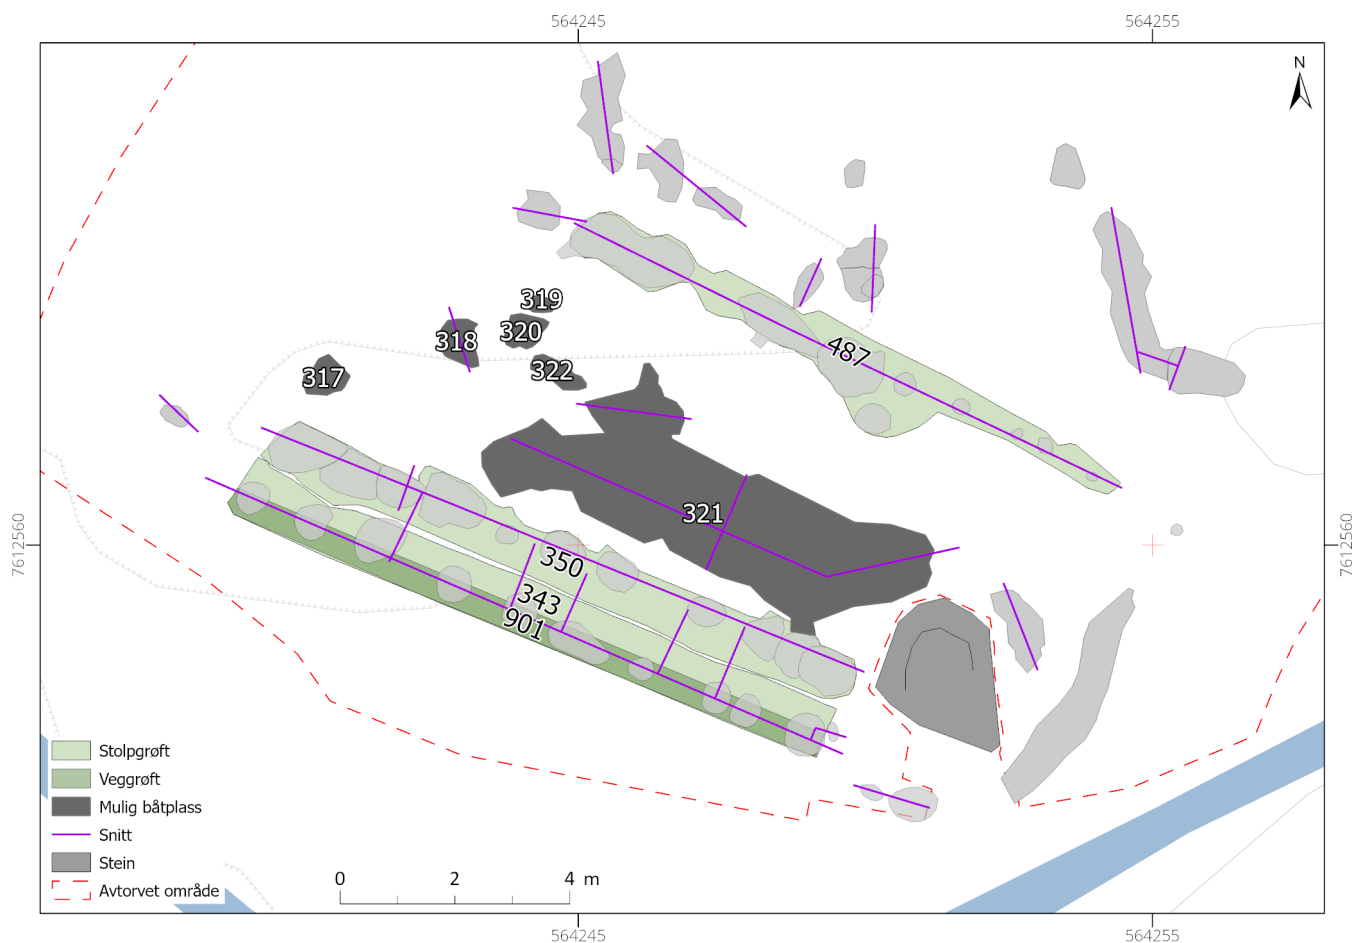 564245
564255
N
319
320
318
322
317
487
321
7612560
7612560
350
343
901
Stolpgrøft
Veggrøft
Mulig båtplass
Snitt
Stein
Avtorvet område
0 2 4 m
564245
564255